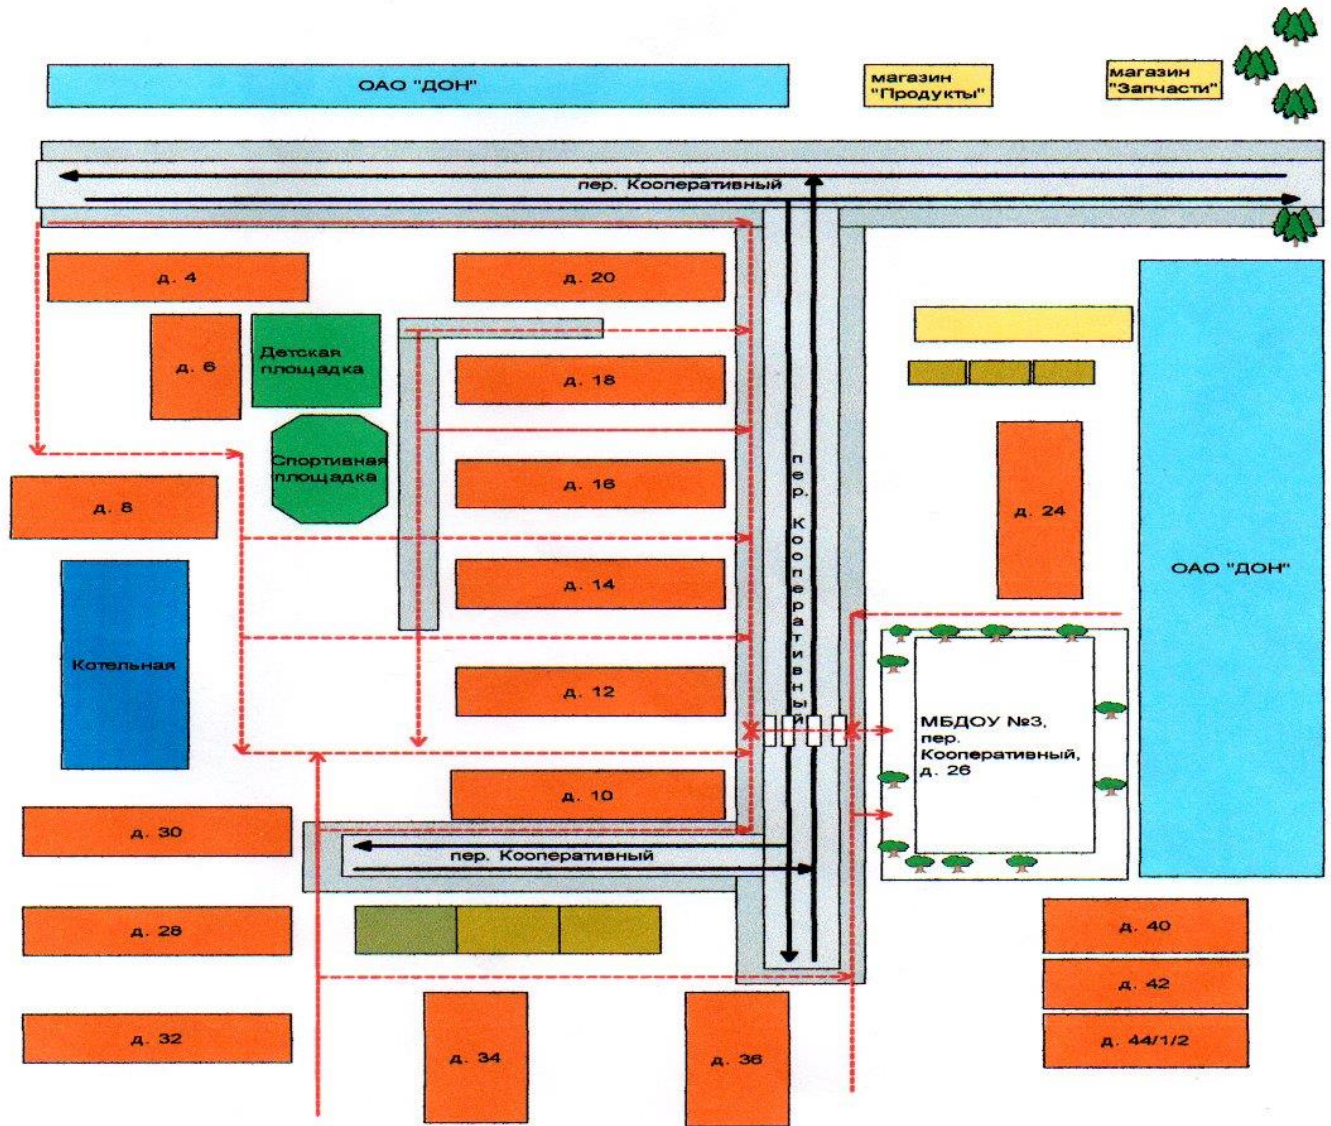 ОАО "ДОН"
магазин
"Продукты"
магазин
"Запчасти"
пер. Кооперативный
д. 4
д. 20
д. 6
Детская
площадка
д. 18
Спортивная
площадка
д. 16
д. 8
д. 24
пер. Кооперативный
д. 14
ОАО "ДОН"
Котельная
д. 12
МБДОУ №3,
пер.
Кооперативный,
д. 26
д. 10
д. 30
пер. Кооперативный
д. 28
д. 40
д. 42
д. 32
д. 44/1/2
д. 34
д. 36